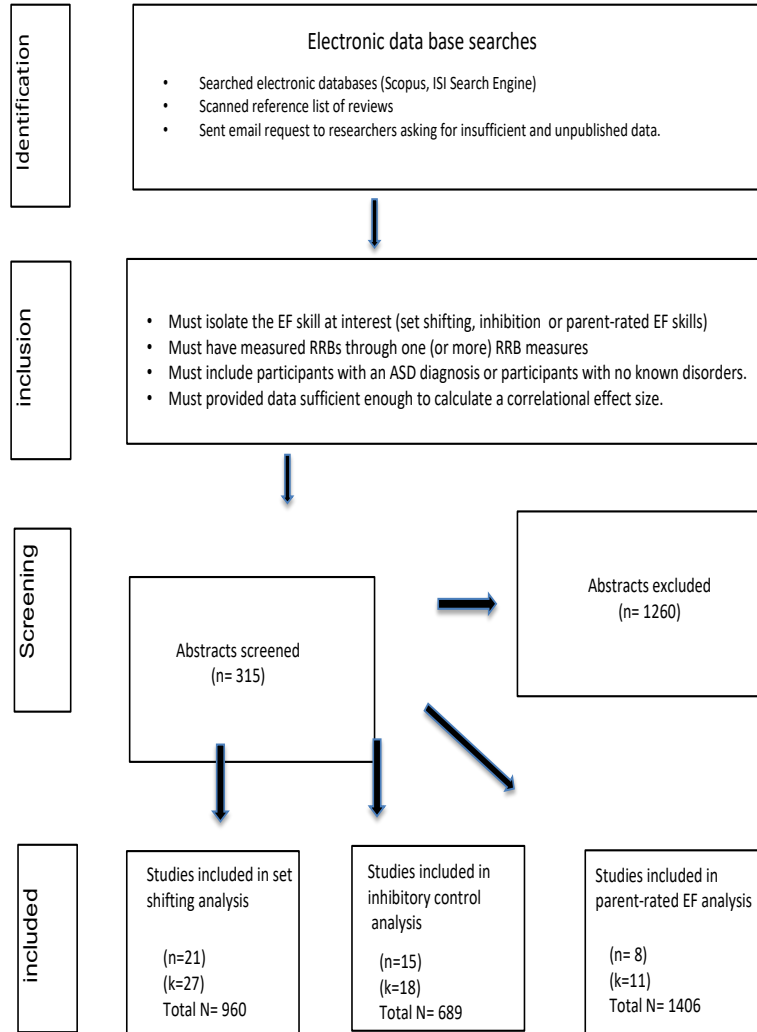 Identification
Electronic data base searches
• Searched electronic databases (Scopus, ISI Search Engine)
• Scanned reference list of reviews
• Sent email request to researchers asking for insufficient and unpublished data.
inclusion
• Must isolate the EF skill at interest (set shifting, inhibition or parent-rated EF skills)
• Must have measured RRBs through one (or more) RRB measures
• Must include participants with an ASD diagnosis or participants with no known disorders.
• Must provided data sufficient enough to calculate a correlational effect size.
Screening
Abstracts screened
(n= 315)
Abstracts excluded
(n= 1260)
included
Studies included in set
shifting analysis
(n=21)
(k=27)
Total N= 960
Studies included in
inhibitory control
analysis
(n=15)
(k=18)
Total N= 689
Studies included in
parent-rated EF analysis
(n= 8)
(k=11)
Total N= 1406